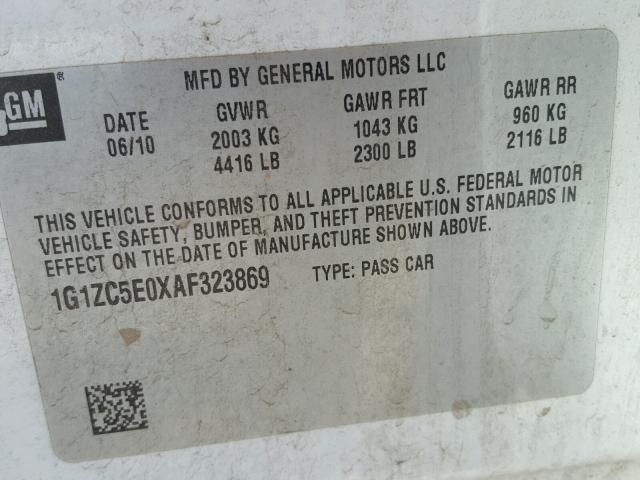 GM ®
MFD BY GENERAL MOTORS LLC
DATE GVWR GAWR FRT GAWR RR
06/10 2003 KG 1043 KG 960 KG
4416 LB 2300 LB 2116 LB
THIS VEHICLE CONFORMS TO ALL APPLICABLE U.S. FEDERAL MOTOR
VEHICLE SAFETY, BUMPER, AND THEFT PREVENTION STANDARDS IN
EFFECT ON THE DATE OF MANUFACTURE SHOWN ABOVE.
1G1ZC5E0XAF323869 TYPE: PASS CAR